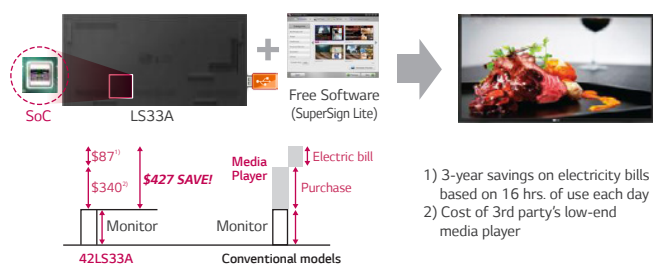 SoC
LS33A
Free Software
(SuperSign Lite)
$87¹⁾
$340²⁾
$427 SAVE!
Monitor
42LS33A
Media
Player
Electric bill
Purchase
Monitor
Conventional models
1) 3-year savings on electricity bills
based on 16 hrs. of use each day
2) Cost of 3rd party's low-end
media player